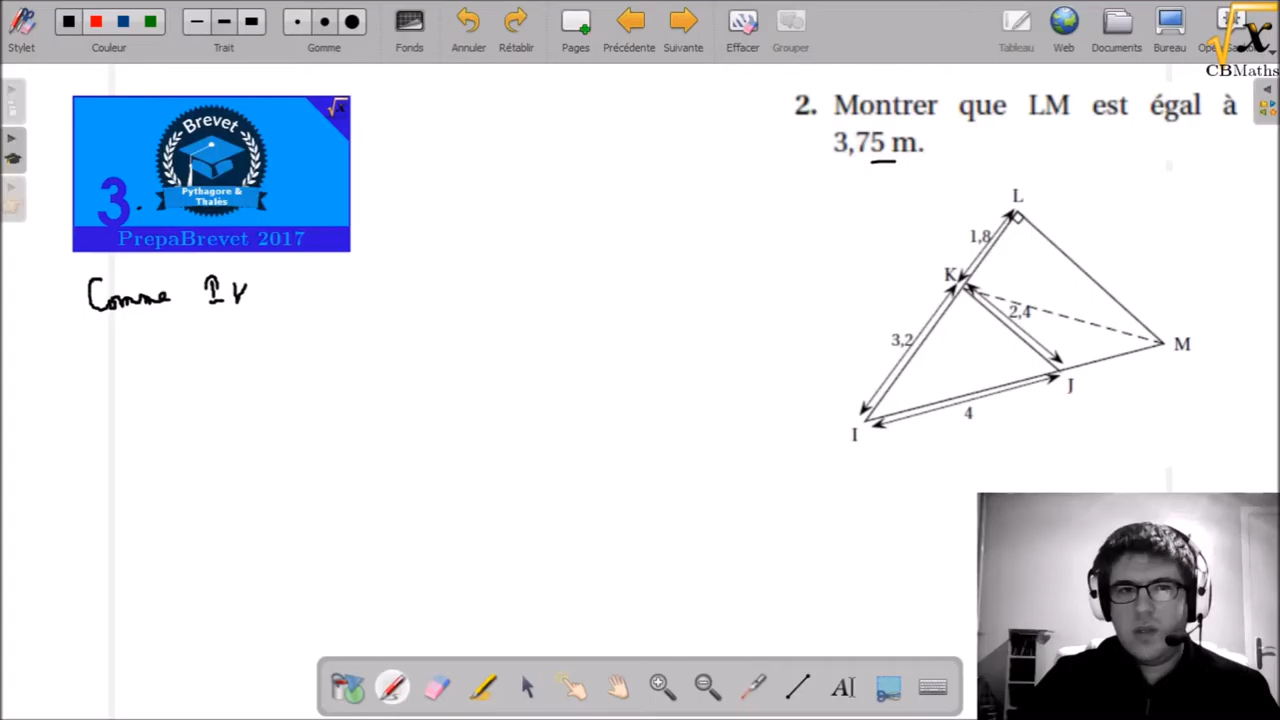 Stylet
Couleur
Trait
Gomme
Fonds
Annuler
Rétablir
Pages
Précédente
Suivante
Effacer
Grouper
Tableau
Web
Documents
Bureau
x
CBMaths
x
Brevet
Pythagore &
Thalès
3.
PrepaBrevet 2017
2. Montrer que LM est égal à
3,75 m.
L
1,8
K
2,4
3,2
M
J
4
I
Comme
AI